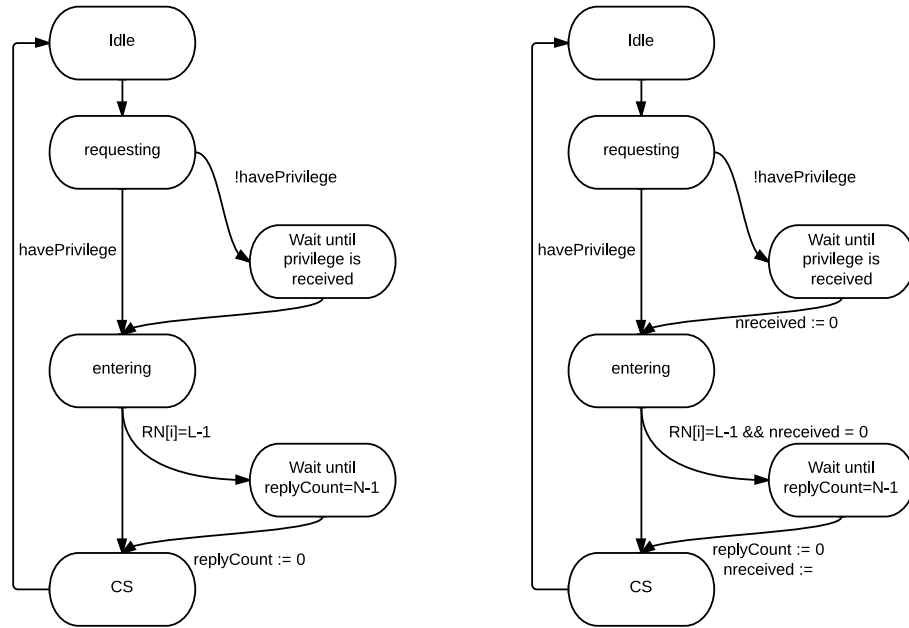 Idle
requesting
!havePrivilege
havePrivilege
Wait until
privilege is
received
entering
RN[i]=L-1
Wait until
replyCount=N-1
replyCount := 0
CS
Idle
requesting
!havePrivilege
havePrivilege
Wait until
privilege is
received
nreceived := 0
entering
RN[i]=L-1 && nreceived = 0
Wait until
replyCount=N-1
replyCount := 0
nreceived :=
CS